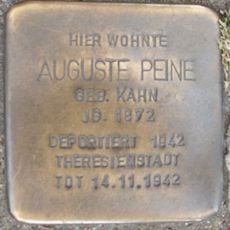 HIER WOHNTE
AUGUSTE PEINE
GEB. KAHN
JG. 1872
DEPORTIERT 1942
THERESIENSTADT
TOT 14.11.1942